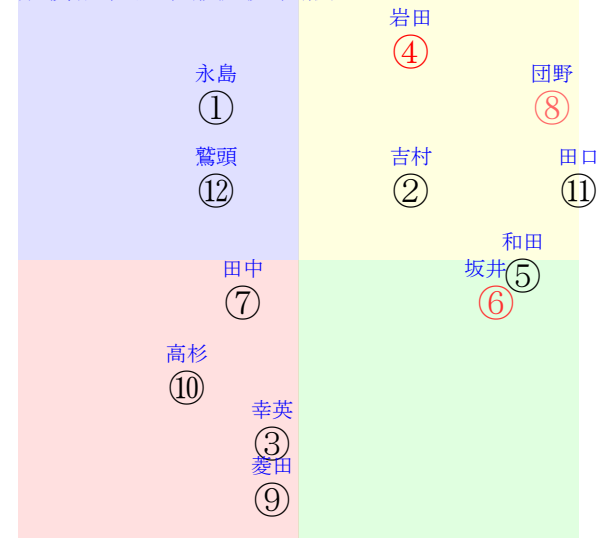 岩田
④
永島
①
団野
⑧
鷲頭
⑫
吉村
②
田口
⑪
和田
⑤
田中
⑦
坂井
⑥
高杉
⑩
幸英
③
菱田
⑨